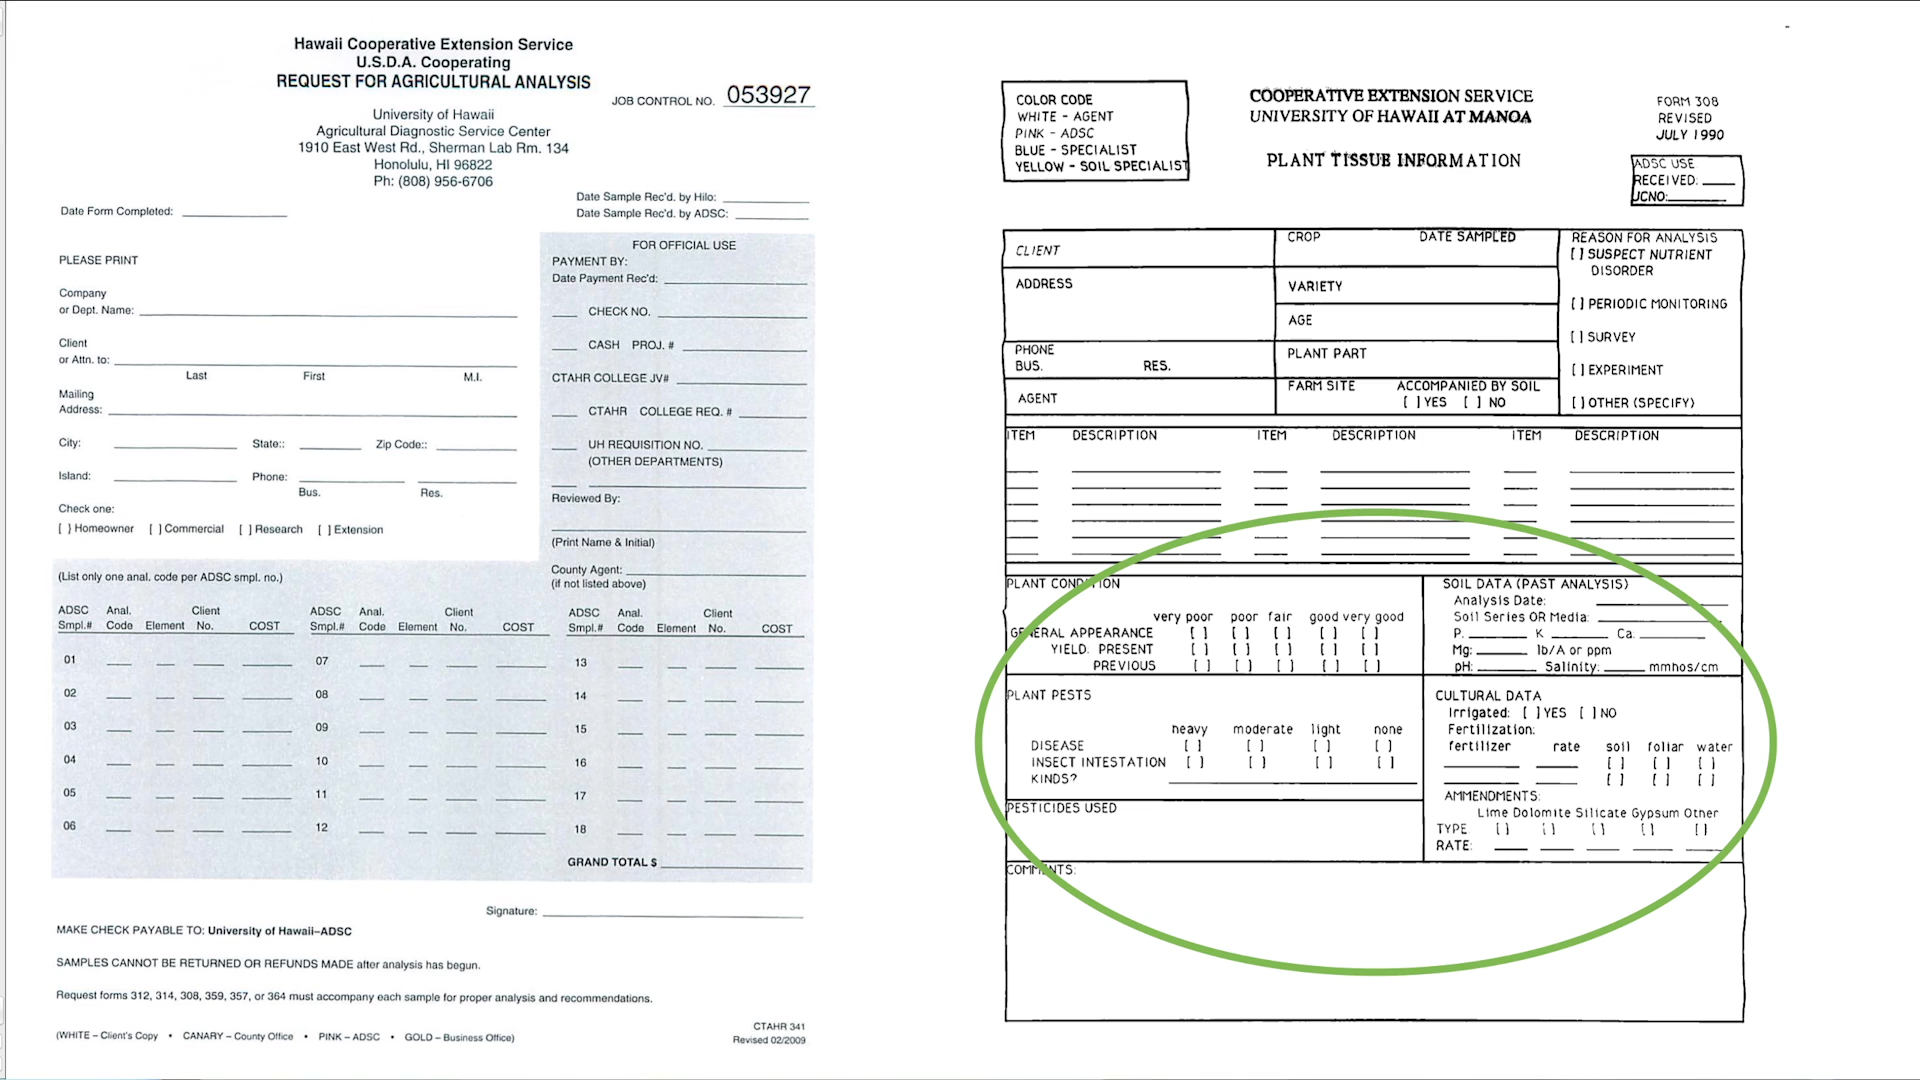 Hawaii Cooperative Extension Service
U.S.D.A. Cooperating
REQUEST FOR AGRICULTURAL ANALYSIS
JOB CONTROL NO. 053927
University of Hawaii
Agricultural Diagnostic Service Center
1910 East West Rd., Sherman Lab Rm. 134
Honolulu, HI 96822
Ph: (808) 956-6706
Date Sample Rec'd. by Hilo:
Date Form Completed:
Date Sample Rec'd. by ADSC:
PLEASE PRINT
Company
or Dept. Name:
Client
or Attn. to:
Last First M.I.
Mailing
Address:
City: State:: Zip Code::
Island: Phone:
Bus. Res.
Check one:
[ ] Homeowner [ ] Commercial [ ] Research [ ] Extension
FOR OFFICIAL USE
PAYMENT BY:
Date Payment Rec'd:
CHECK NO.
CASH PROJ. #
CTAHR COLLEGE JV#
CTAHR COLLEGE REQ. #
UH REQUISITION NO.
(OTHER DEPARTMENTS)
Reviewed By:
(Print Name & Initial)
County Agent:
(if not listed above)
(List only one anal. code per ADSC smpl. no.)
ADSC Anal. Client ADSC Anal. Client ADSC Anal. Client
Smpl.# Code Element No. COST Smpl.# Code Element No. COST Smpl.# Code Element No. COST
01 07 13
02 08 14
03 09 15
04 10 16
05 11 17
06 12 18
GRAND TOTAL $
Signature:
MAKE CHECK PAYABLE TO: University of Hawaii–ADSC
SAMPLES CANNOT BE RETURNED OR REFUNDS MADE after analysis has begun.
Request forms 312, 314, 308, 359, 357, or 364 must accompany each sample for proper analysis and recommendations.
(WHITE – Client's Copy • CANARY – County Office • PINK – ADSC • GOLD – Business Office)
CTAHR 341
Revised 02/2009
COLOR CODE
WHITE - AGENT
PINK - ADSC
BLUE - SPECIALIST
YELLOW - SOIL SPECIALIST
COOPERATIVE EXTENSION SERVICE
UNIVERSITY OF HAWAII AT MANOA
PLANT TISSUE INFORMATION
FORM 308
REVISED
JULY 1990
ADSC USE
RECEIVED:
JCNO:
CLIENT
ADDRESS
PHONE
BUS. RES.
AGENT
CROP DATE SAMPLED
VARIETY
AGE
PLANT PART
FARM SITE ACCOMPANIED BY SOIL
[ ] YES [ ] NO
REASON FOR ANALYSIS
[ ] SUSPECT NUTRIENT
DISORDER
[ ] PERIODIC MONITORING
[ ] SURVEY
[ ] EXPERIMENT
[ ] OTHER (SPECIFY)
ITEM DESCRIPTION ITEM DESCRIPTION ITEM DESCRIPTION
PLANT CONDITION
very poor poor fair good very good
GENERAL APPEARANCE [ ] [ ] [ ] [ ] [ ]
YIELD: PRESENT [ ] [ ] [ ] [ ] [ ]
PREVIOUS [ ] [ ] [ ] [ ] [ ]
SOIL DATA (PAST ANALYSIS)
Analysis Date:
Soil Series OR Media:
P. K Ca:
Mg: lb/A or ppm
pH: Salinity: mmhos/cm
PLANT PESTS
heavy moderate light none
DISEASE [ ] [ ] [ ] [ ]
INSECT INTESTATION [ ] [ ] [ ] [ ]
KINDS?
PESTICIDES USED
CULTURAL DATA
Irrigated: [ ] YES [ ] NO
Fertilization:
fertilizer rate soil foliar water
[ ] [ ] [ ]
[ ] [ ] [ ]
AMMENDMENTS:
Lime Dolomite Silicate Gypsum Other
TYPE [ ] [ ] [ ] [ ] [ ]
RATE:
COMMENTS: